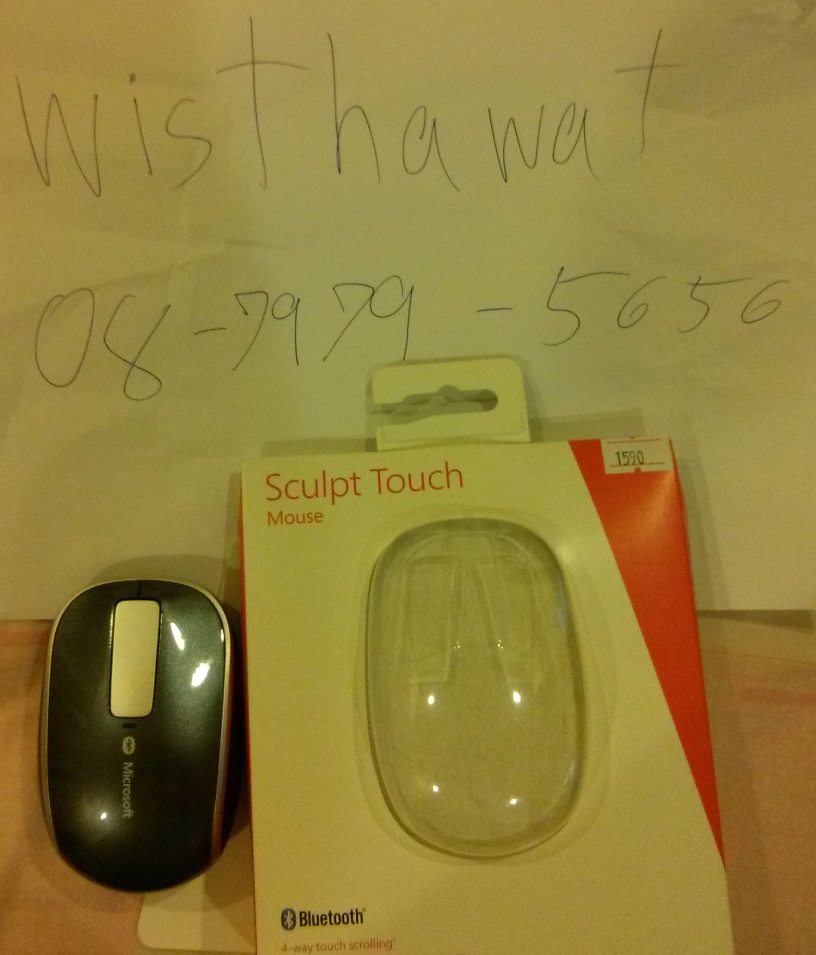 wisthawat
08-7979-5656
1590
Sculpt Touch
Mouse
Microsoft
Bluetooth®
4-way touch scrolling